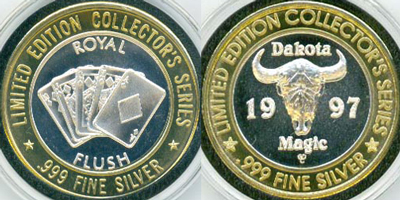 LIMITED EDITION COLLECTOR'S SERIES
ROYAL
FLUSH
.999 FINE SILVER
LIMITED EDITION COLLECTOR'S SERIES
Dakota
19 97
Magic
.999 FINE SILVER